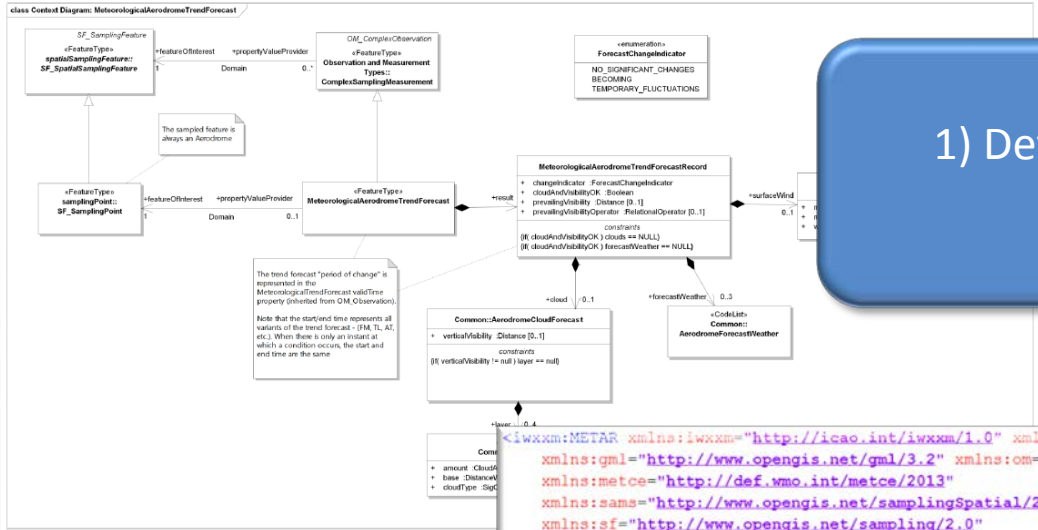 class Context Diagram: MeteorologicalAerodromeTrendForecast
SF_SamplingFeature
«FeatureType»
spatialSamplingFeature::
SF_SpatialSamplingFeature
+featureOfInterest
+propertyValueProvider
1
Domain
0..*
OM_ComplexObservation
«FeatureType»
Observation and Measurement
Types::
ComplexSamplingMeasurement
«enumeration»
ForecastChangeIndicator
NO_SIGNIFICANT_CHANGES
BECOMING
TEMPORARY_FLUCTUATIONS
1) De
The sampled feature is
always an Aerodrome
«FeatureType»
samplingPoint::
SF_SamplingPoint
+featureOfInterest
+propertyValueProvider
1
Domain
0..1
«FeatureType»
MeteorologicalAerodromeTrendForecast
+result
MeteorologicalAerodromeTrendForecastRecord
+ changeIndicator :ForecastChangeIndicator
+ cloudAndVisibilityOK :Boolean
+ prevailingVisibility :Distance [0..1]
+ prevailingVisibilityOperator :RelationalOperator [0..1]
constraints
{if( cloudAndVisibilityOK ) clouds == NULL}
{if( cloudAndVisibilityOK ) forecastWeather == NULL}
+surfaceWind
0..1
+
+
+
The trend forecast "period of change" is
represented in the
MeteorologicalTrendForecast validTime
property (inherited from OM_Observation).
Note that the start/end time represents all
variants of the trend forecast - (FM, TL, AT,
etc.). When there is only an instant at
which a condition occurs, the start and
end time are the same
+cloud
0..1
+forecastWeather
0..3
Common::AerodromeCloudForecast
+ verticalVisibility :Distance [0..1]
constraints
{if( verticalVisibility != null ) layer == null}
«CodeList»
Common::
AerodromeForecastWeather
+layer
0..4
Com
+ amount :CloudA
+ base :DistanceW
+ cloudType :SigC
<iwxxm:METAR xmlns:iwxxm="http://icao.int/iwxxm/1.0" xml
xmlns:gml="http://www.opengis.net/gml/3.2" xmlns:om=
xmlns:metce="http://def.wmo.int/metce/2013"
xmlns:sams="http://www.opengis.net/samplingSpatial/2
xmlns:sf="http://www.opengis.net/sampling/2.0"